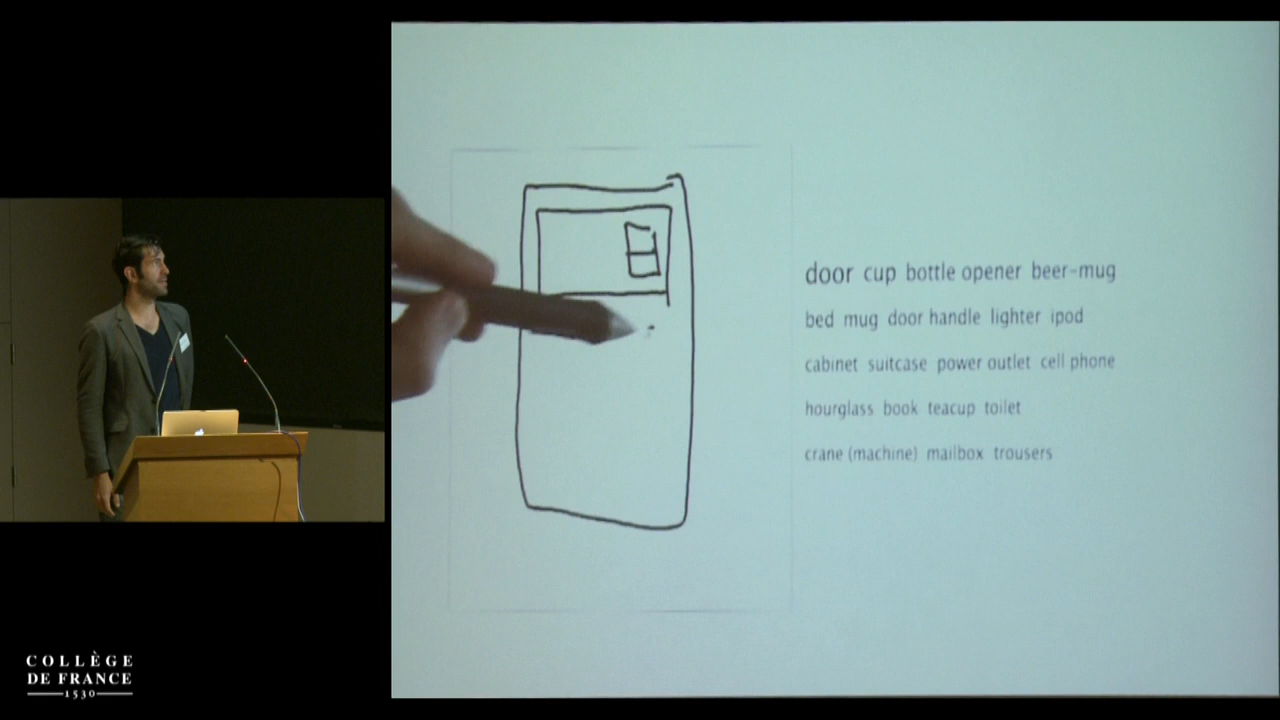 door cup bottle opener beer-mug
bed mug door handle lighter ipod
cabinet suitcase power outlet cell phone
hourglass book teacup toilet
crane (machine) mailbox trousers
COLLÈGE
DE FRANCE
1530